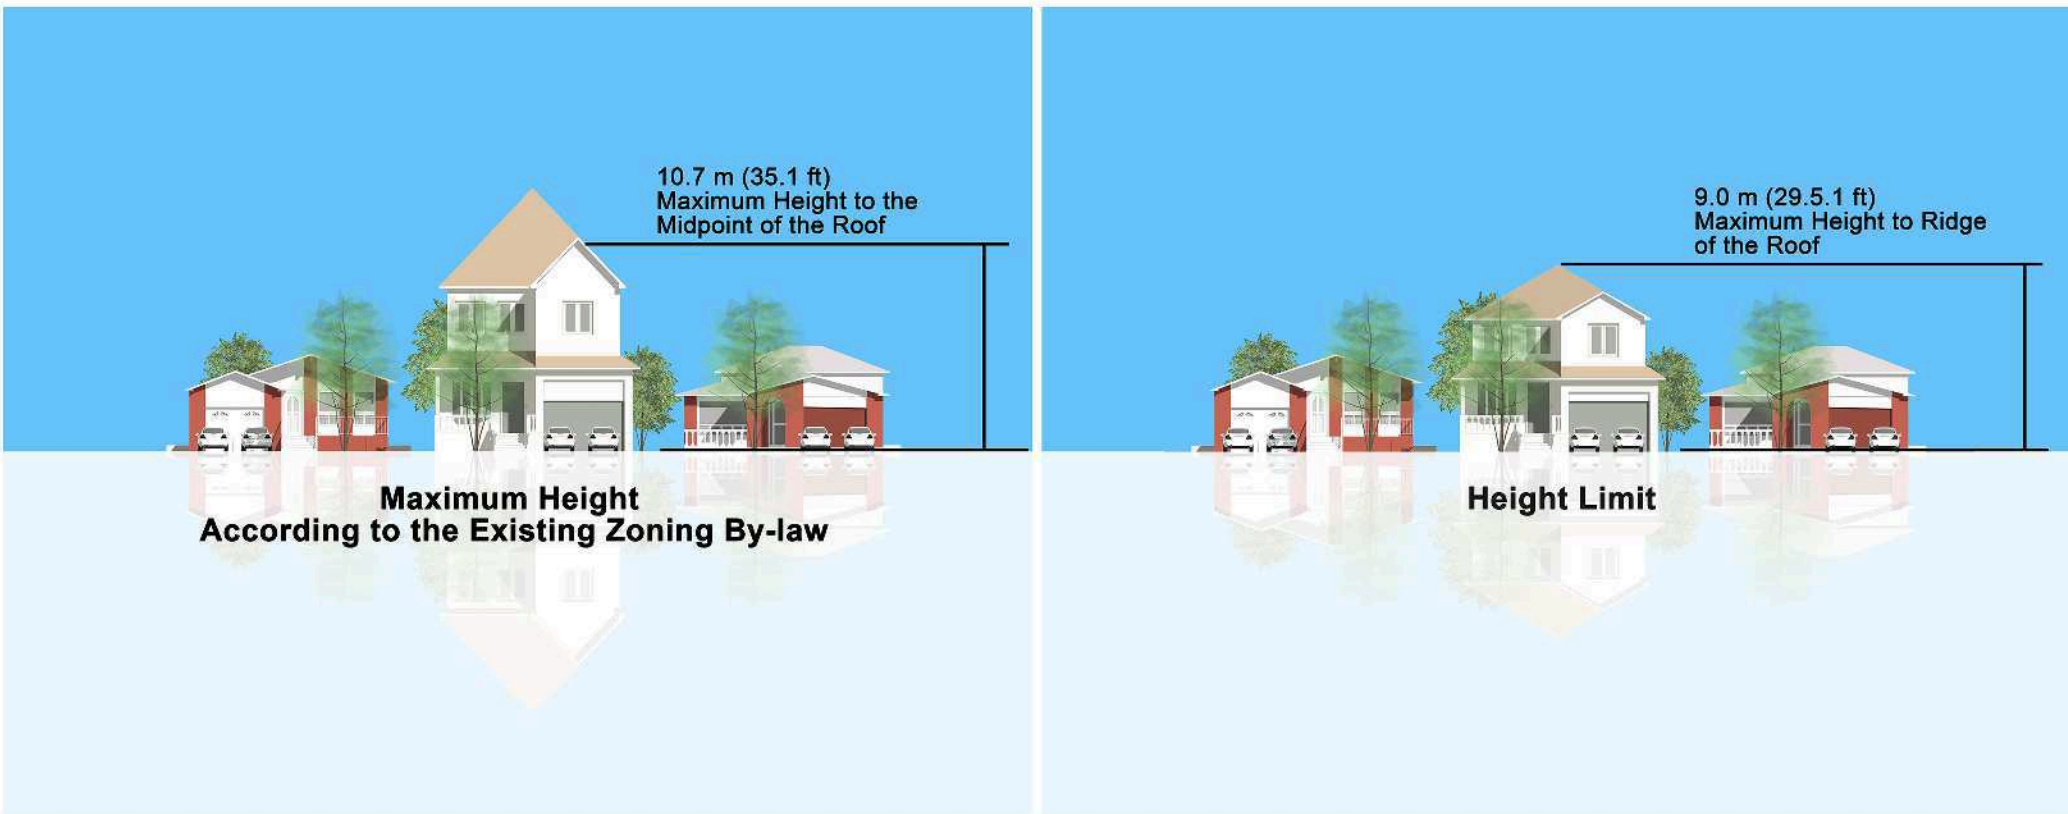 10.7 m (35.1 ft)
Maximum Height to the
Midpoint of the Roof
Maximum Height
According to the Existing Zoning By-law
9.0 m (29.5.1 ft)
Maximum Height to Ridge
of the Roof
Height Limit